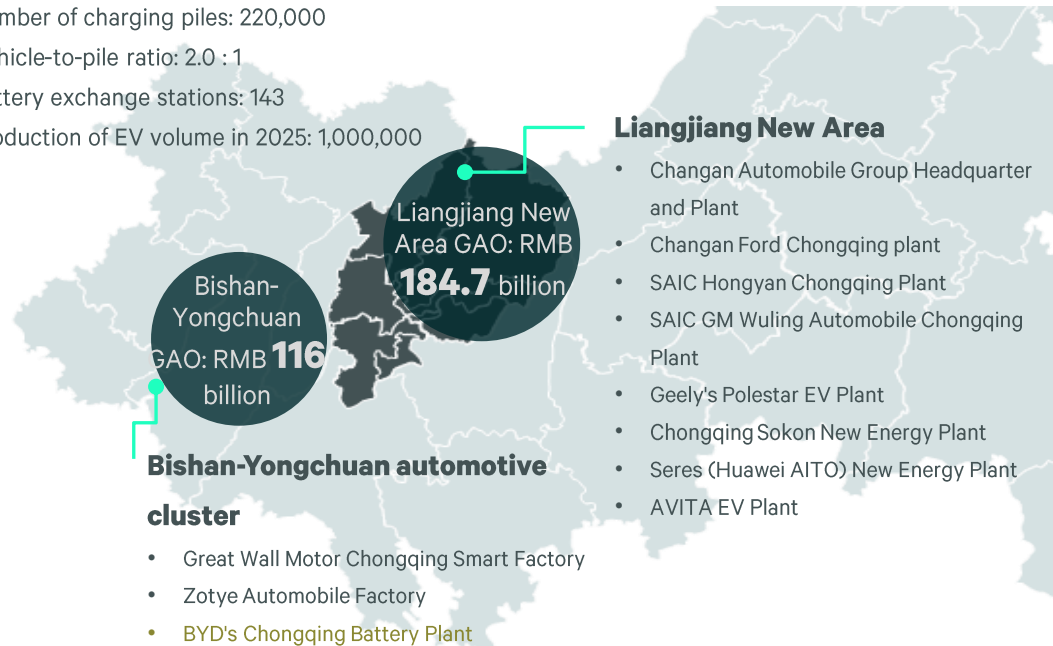 mber of charging piles: 220,000
hicle-to-pile ratio: 2.0 : 1
ttery exchange stations: 143
oduction of EV volume in 2025: 1,000,000
Liangjiang New Area
• Changan Automobile Group Headquarter
and Plant
• Changan Ford Chongqing plant
• SAIC Hongyan Chongqing Plant
• SAIC GM Wuling Automobile Chongqing
Plant
• Geely's Polestar EV Plant
• Chongqing Sokon New Energy Plant
• Seres (Huawei AITO) New Energy Plant
• AVITA EV Plant
Liangjiang New
Area GAO: RMB
184.7 billion
Bishan-
Yongchuan
GAO: RMB 116
billion
Bishan-Yongchuan automotive
cluster
• Great Wall Motor Chongqing Smart Factory
• Zotye Automobile Factory
• BYD's Chongqing Battery Plant